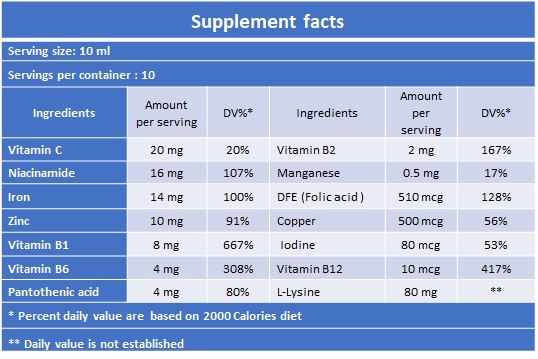 Supplement facts
Serving size: 10 ml
Servings per container : 10
Ingredients Amount per serving DV%* Ingredients Amount per serving DV%*
Vitamin C 20 mg 20% Vitamin B2 2 mg 167%
Niacinamide 16 mg 107% Manganese 0.5 mg 17%
Iron 14 mg 100% DFE (Folic acid ) 510 mcg 128%
Zinc 10 mg 91% Copper 500 mcg 56%
Vitamin B1 8 mg 667% Iodine 80 mcg 53%
Vitamin B6 4 mg 308% Vitamin B12 10 mcg 417%
Pantothenic acid 4 mg 80% L-Lysine 80 mg **
* Percent daily value are based on 2000 Calories diet
** Daily value is not established